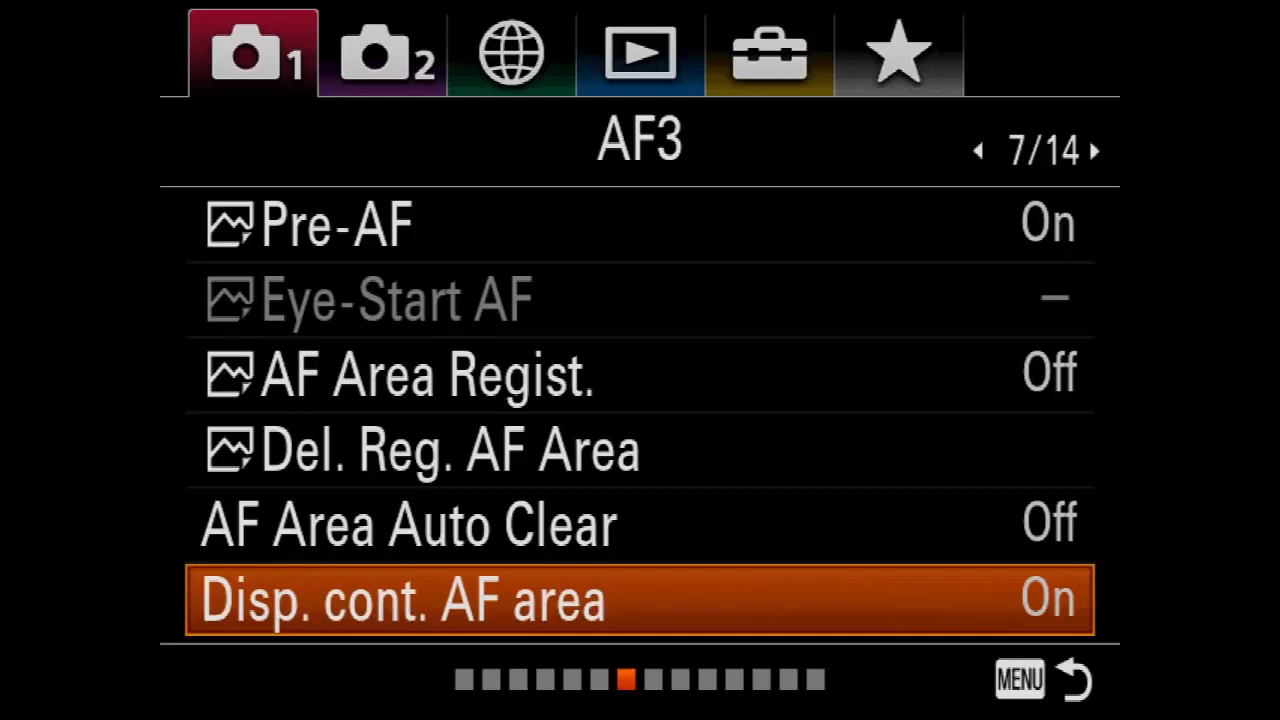 1 2
AF3
7/14
Pre-AF On
Eye-Start AF –
AF Area Regist. Off
Del. Reg. AF Area
AF Area Auto Clear Off
Disp. cont. AF area On
MENU